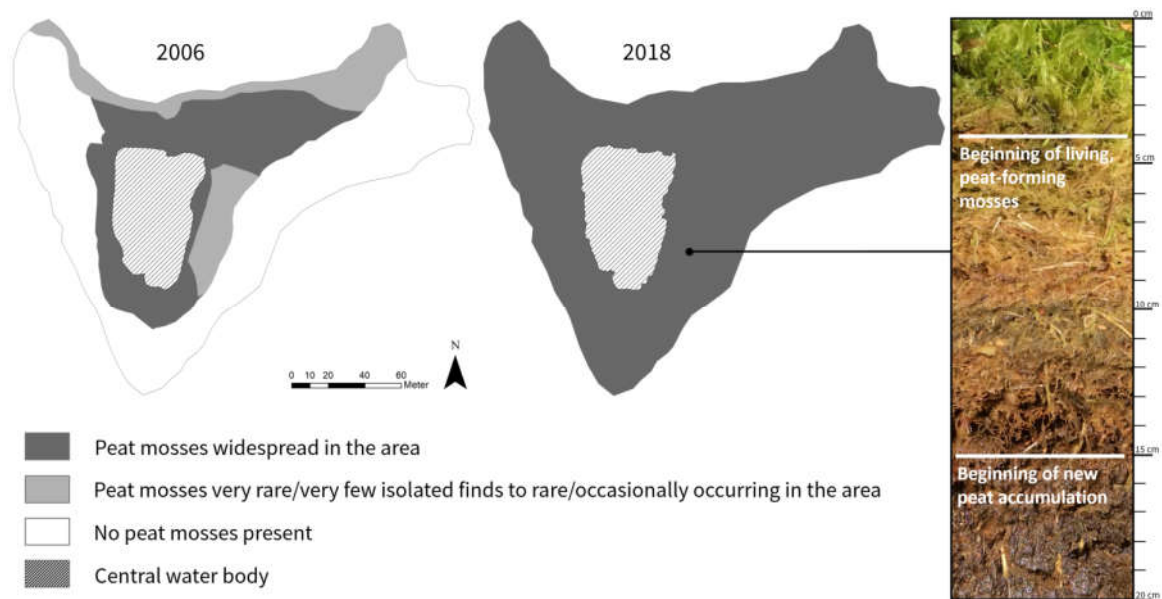 2006
2018
0 cm
Beginning of living,
peat-forming
mosses
5 cm
10 cm
15 cm
Beginning of new
peat accumulation
20 cm
N
0 10 20 40 60
Meter
Peat mosses widespread in the area
Peat mosses very rare/very few isolated finds to rare/occasionally occurring in the area
No peat mosses present
Central water body